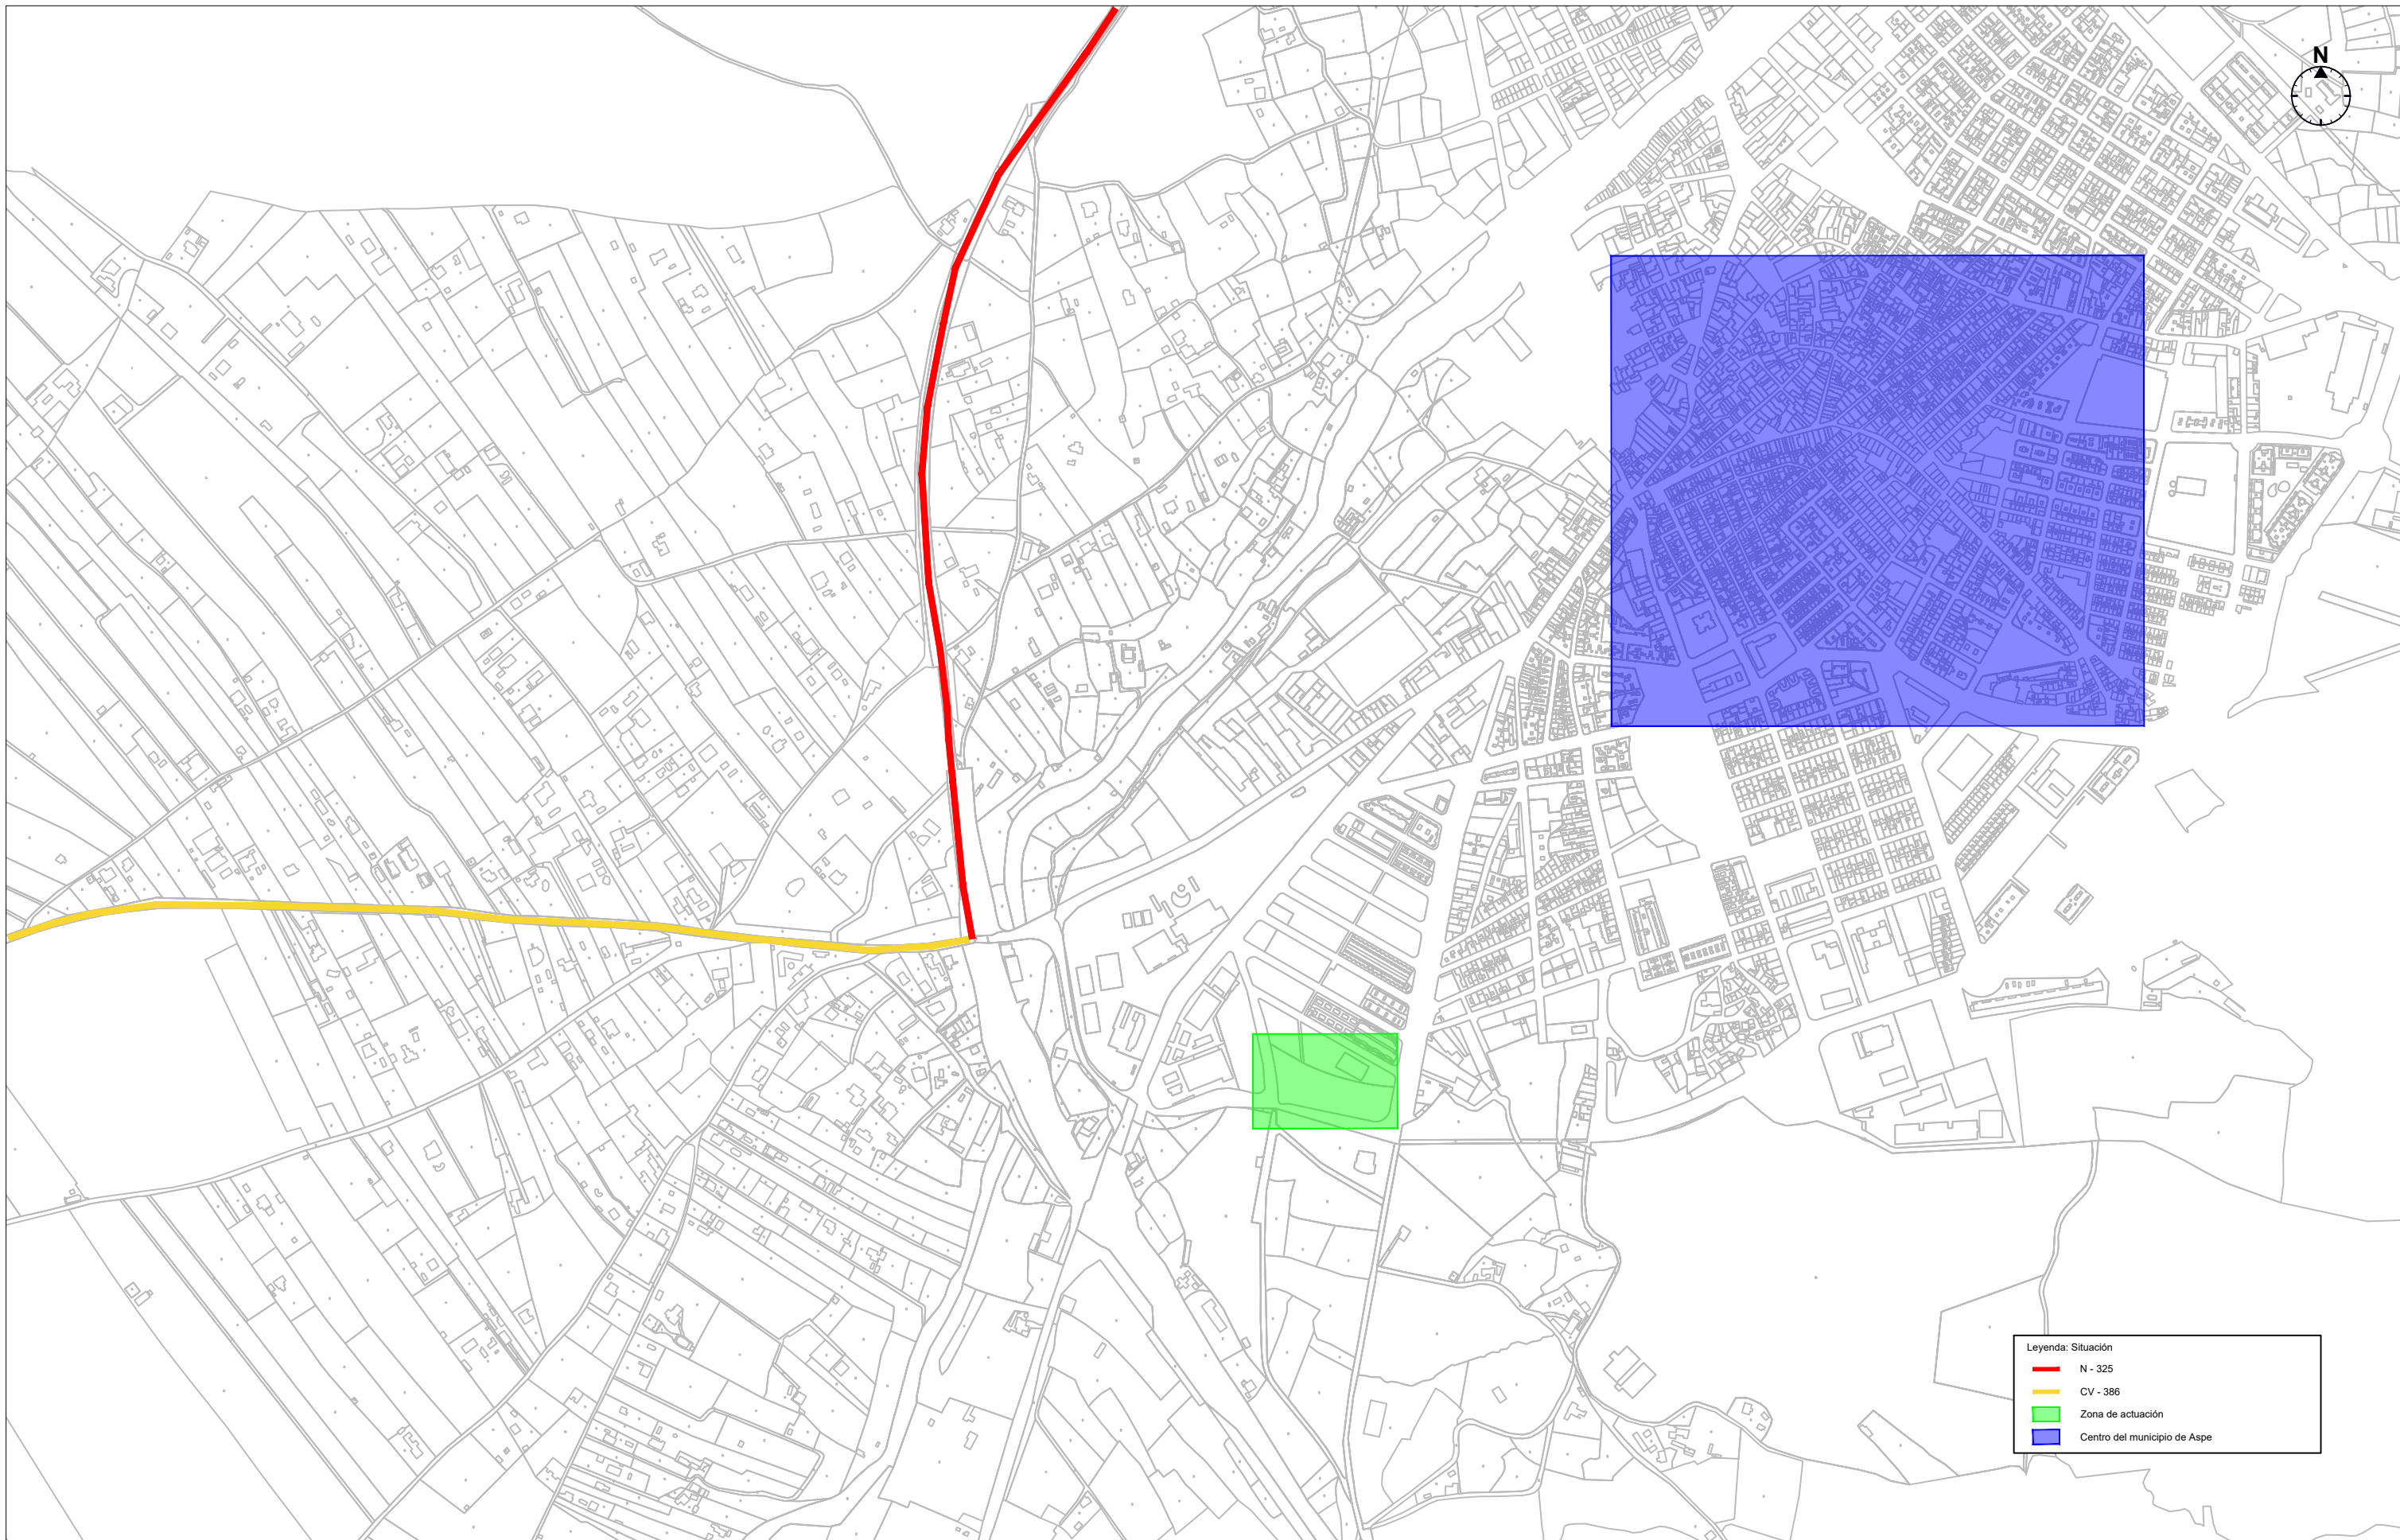 N
Leyenda: Situación
N - 325
CV - 386
Zona de actuación
Centro del municipio de Aspe